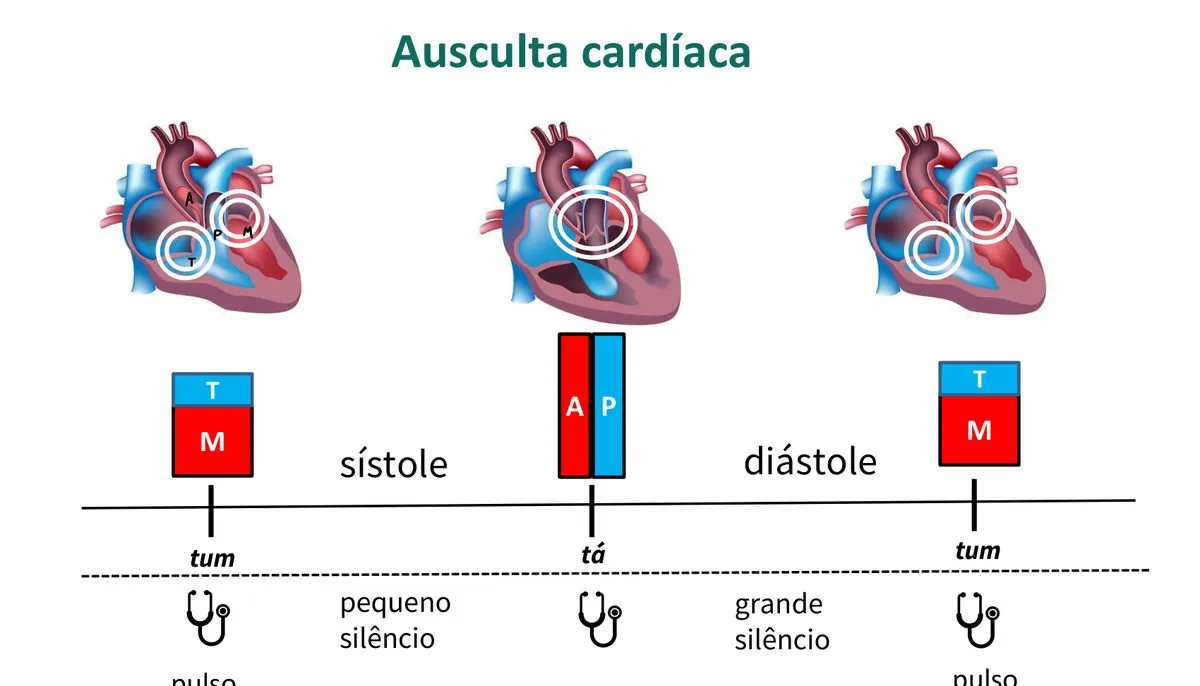 Ausculta cardíaca
A
P
M
T
T
M
A P
T
M
sístole
diástole
tum
tá
tum
pequeno
silêncio
grande
silêncio
pulso
pulso